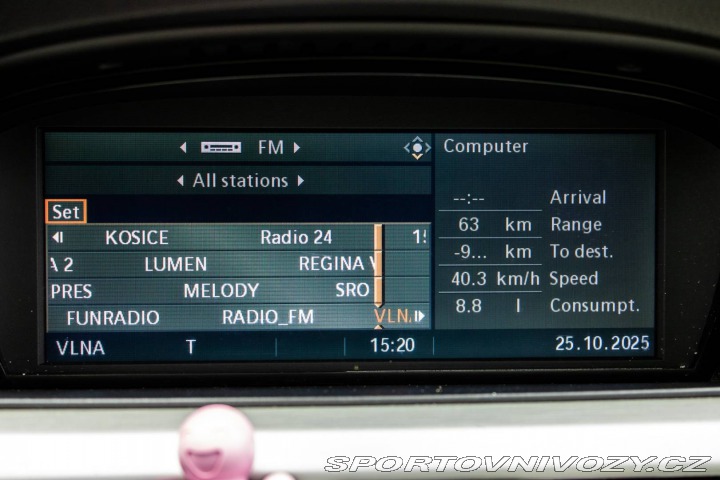 FM
All stations
Set
KOSICE Radio 24
A 2 LUMEN REGINA
PRES MELODY SRO
FUNRADIO RADIO_FM VLN
VLNA T 15:20
Computer
--:-- Arrival
63 km Range
-9... km To dest.
40.3 km/h Speed
8.8 l Consumpt.
25.10.2025
SPORTOVNIVOZY.CZ